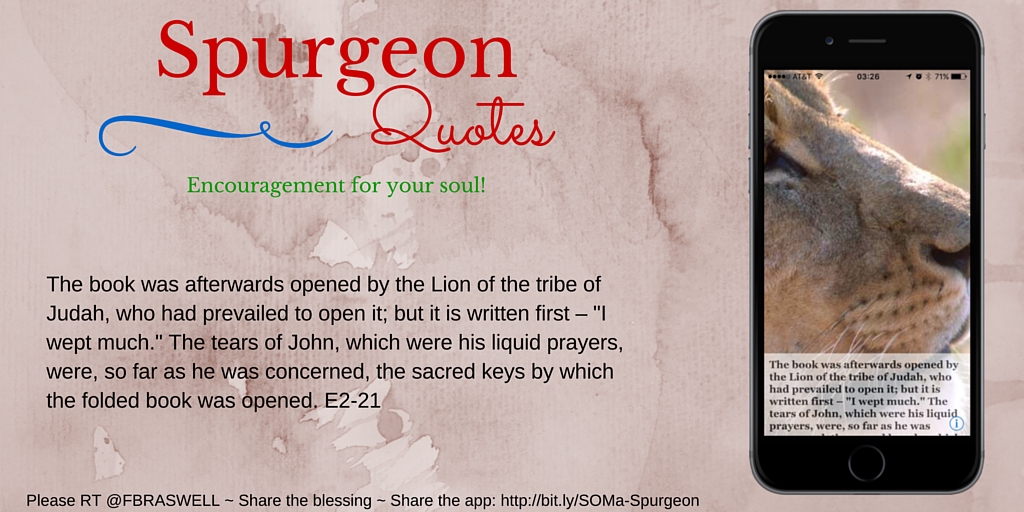 Spurgeon
Quotes
Encouragement for your soul!
The book was afterwards opened by the Lion of the tribe of
Judah, who had prevailed to open it; but it is written first – "I
wept much." The tears of John, which were his liquid prayers,
were, so far as he was concerned, the sacred keys by which
the folded book was opened. E2-21
Please RT @FBRASWELL ~ Share the blessing ~ Share the app: http://bit.ly/SOMa-Spurgeon
AT&T 03:26 71%
The book was afterwards opened by
the Lion of the tribe of Judah, who
had prevailed to open it; but it is
written first – "I wept much." The
tears of John, which were his liquid
prayers, were, so far as he was